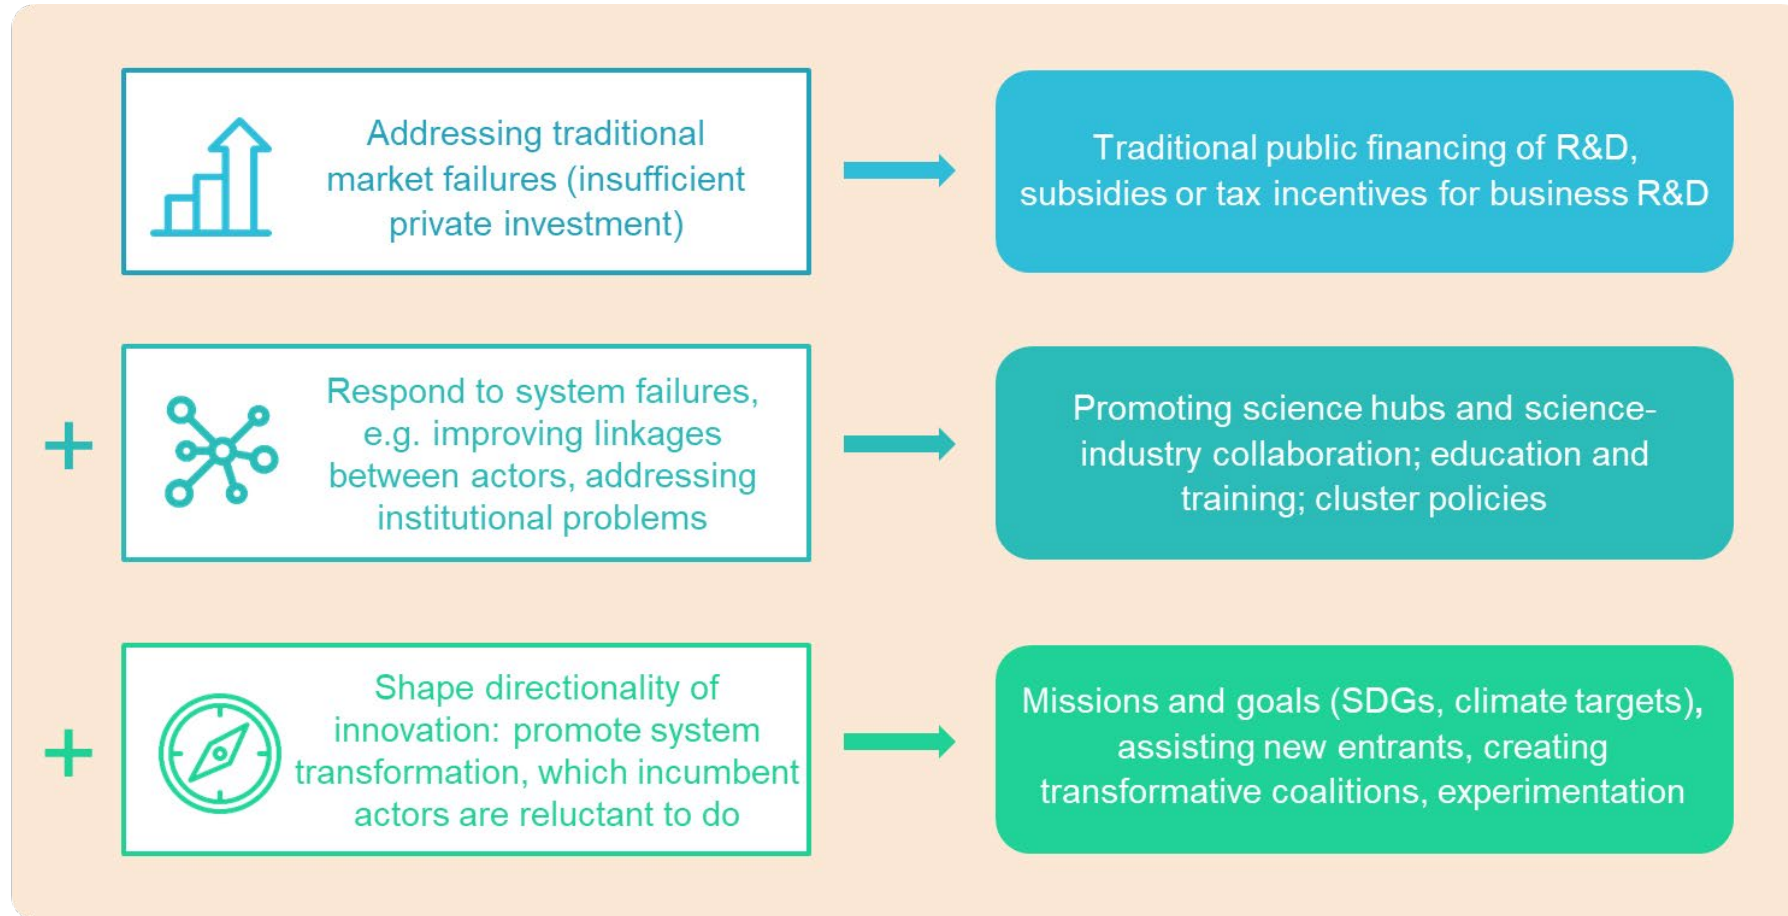 Addressing traditional
market failures (insufficient
private investment)
Traditional public financing of R&D,
subsidies or tax incentives for business R&D
+
Respond to system failures,
e.g. improving linkages
between actors, addressing
institutional problems
Promoting science hubs and science-
industry collaboration; education and
training; cluster policies
+
Shape directionality of
innovation: promote system
transformation, which incumbent
actors are reluctant to do
Missions and goals (SDGs, climate targets),
assisting new entrants, creating
transformative coalitions, experimentation